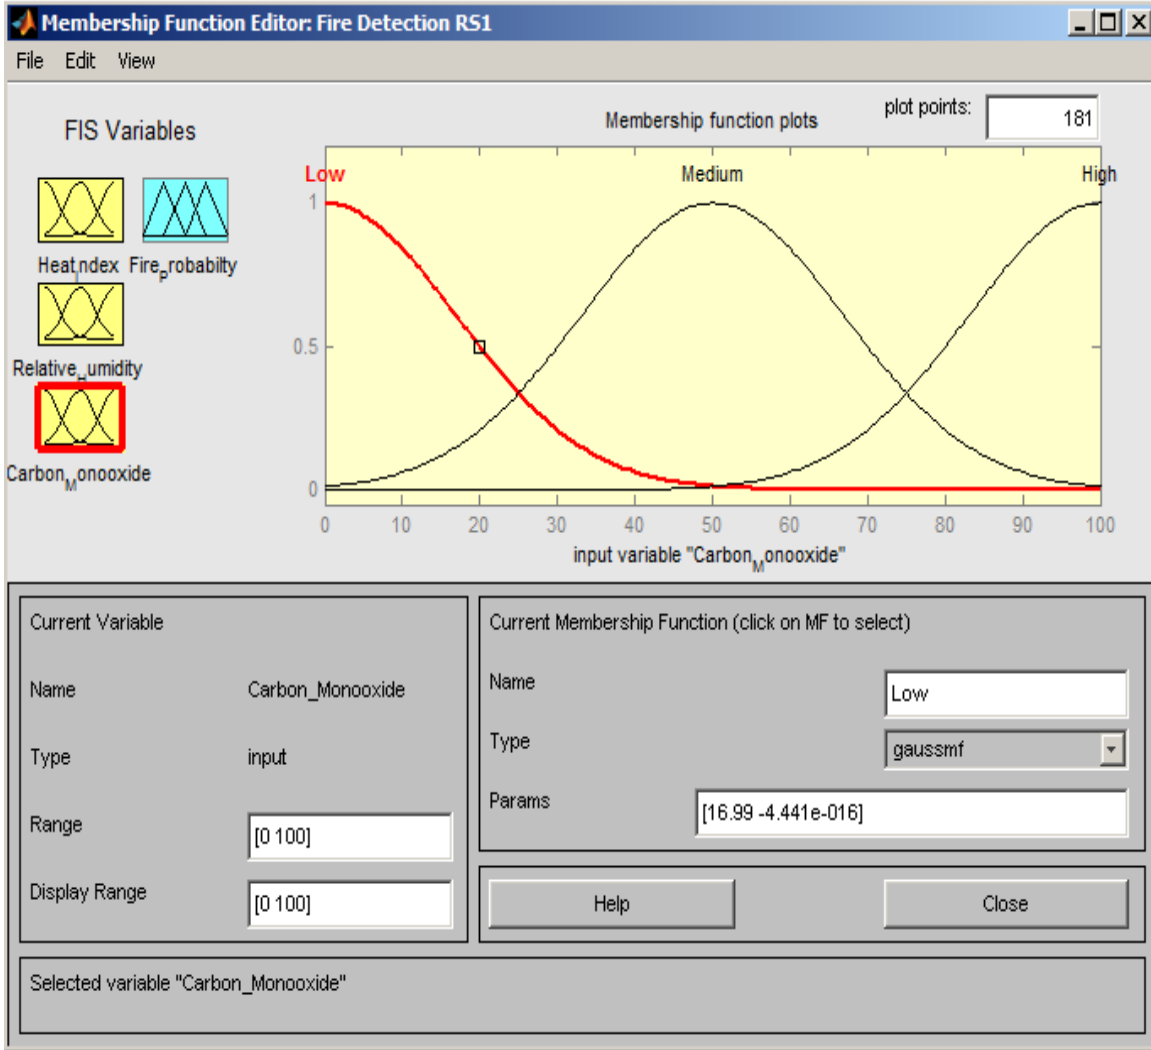 Membership Function Editor: Fire Detection RS1
File Edit View
FIS Variables
Membership function plots
plot points:
181
Low
Medium
High
1
0.5
0
0 10 20 30 40 50 60 70 80 90 100
input variable "Carbon_Monooxide"
Heat_Index Fire_probabilty
Relative_Humidity
Carbon_Monooxide
Current Variable
Name Carbon_Monooxide
Type input
Range [0 100]
Display Range [0 100]
Current Membership Function (click on MF to select)
Name Low
Type gaussmf
Params [16.99 -4.441e-016]
Help Close
Selected variable "Carbon_Monooxide"